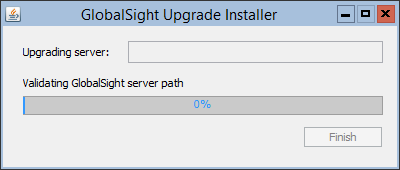 GlobalSight Upgrade Installer
Upgrading server:
Validating GlobalSight server path
0%
Finish